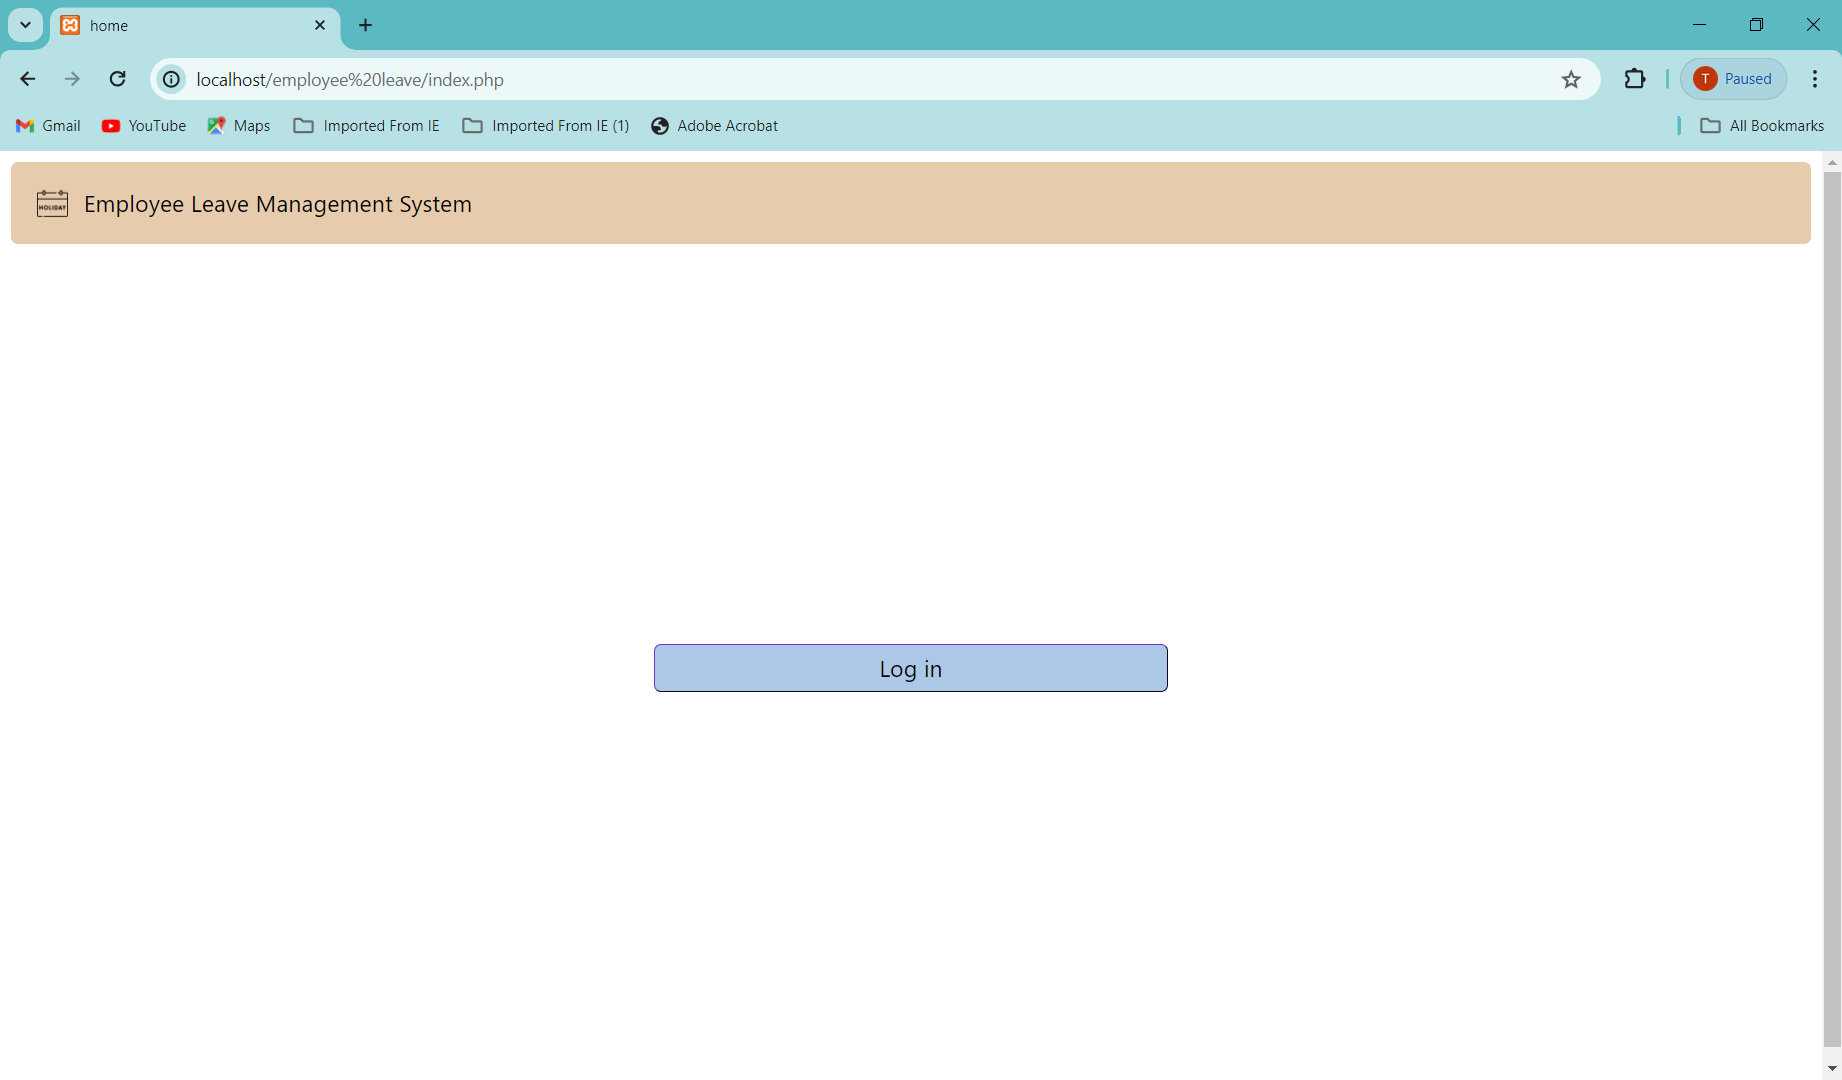 home
localhost/employee%20leave/index.php
T Paused
Gmail YouTube Maps Imported From IE Imported From IE (1) Adobe Acrobat All Bookmarks
HOLIDAY Employee Leave Management System
Log in